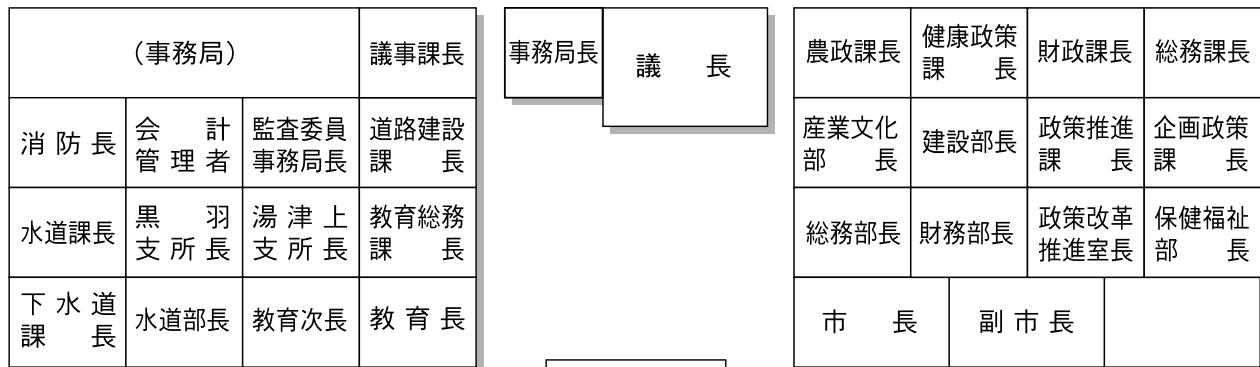 （事務局）
議事課長
消防長
会計
管理者
監査委員
事務局長
道路建設
課長
水道課長
黒羽
支所長
湯津上
支所長
教育総務
課長
下水道
課長
水道部長
教育次長
教育長
事務局長
議長
農政課長
健康政策
課長
財政課長
総務課長
産業文化
部長
建設部長
政策推進
課長
企画政策
課長
総務部長
財務部長
政策改革
推進室長
保健福祉
部長
市長
副市長